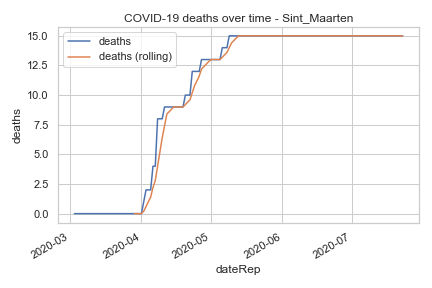 COVID-19 deaths over time - Sint_Maarten
deaths
deaths (rolling)
deaths
15.0
12.5
10.0
7.5
5.0
2.5
0.0
2020-03
2020-04
2020-05
2020-06
2020-07
dateRep